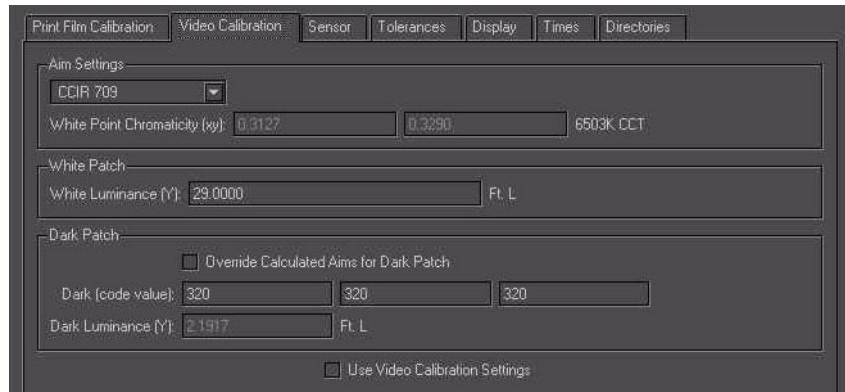 Print Film Calibration Video Calibration Sensor Tolerances Display Times Directories
Aim Settings
CCIR 709
White Point Chromaticity (xy): 0.3127 0.3290 6503K CCT
White Patch
White Luminance (Y): 29.0000 Ft. L
Dark Patch
Override Calculated Aims for Dark Patch
Dark (code value): 320 320 320
Dark Luminance (Y): 2.1917 Ft. L
Use Video Calibration Settings